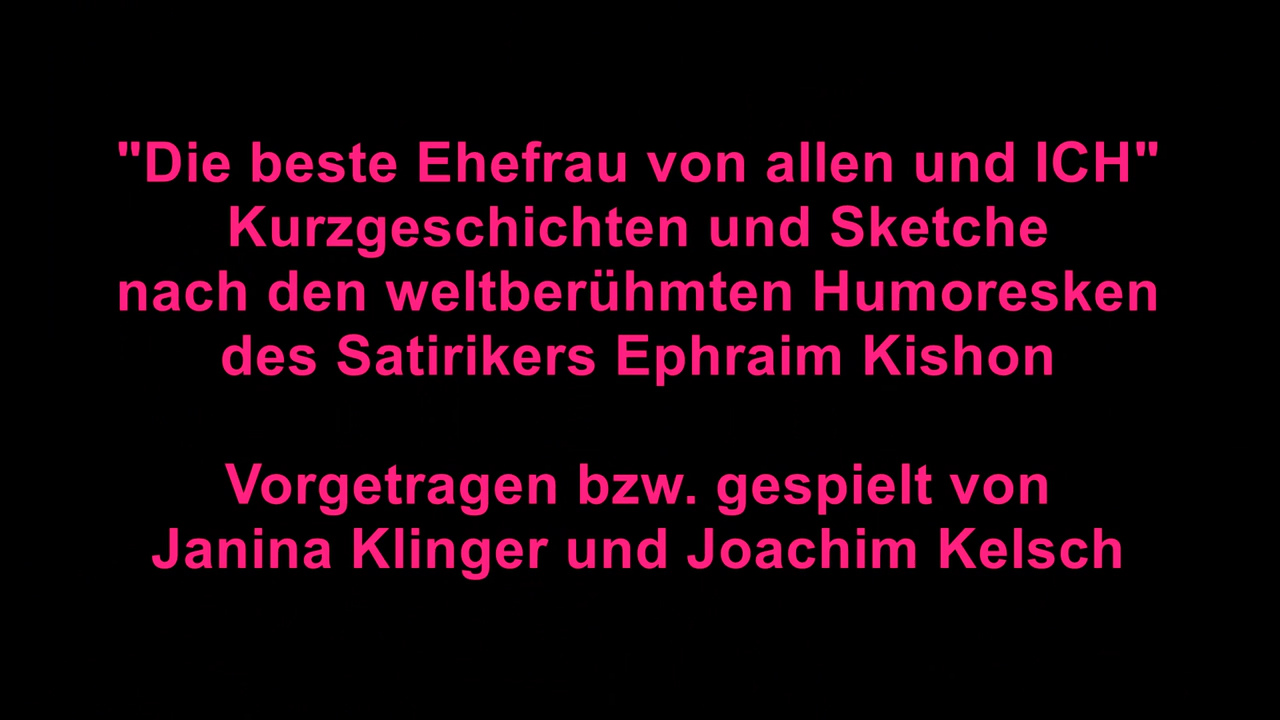 "Die beste Ehefrau von allen und ICH"
Kurzgeschichten und Sketche
nach den weltberühmten Humoresken
des Satirikers Ephraim Kishon
Vorgetragen bzw. gespielt von
Janina Klinger und Joachim Kelsch